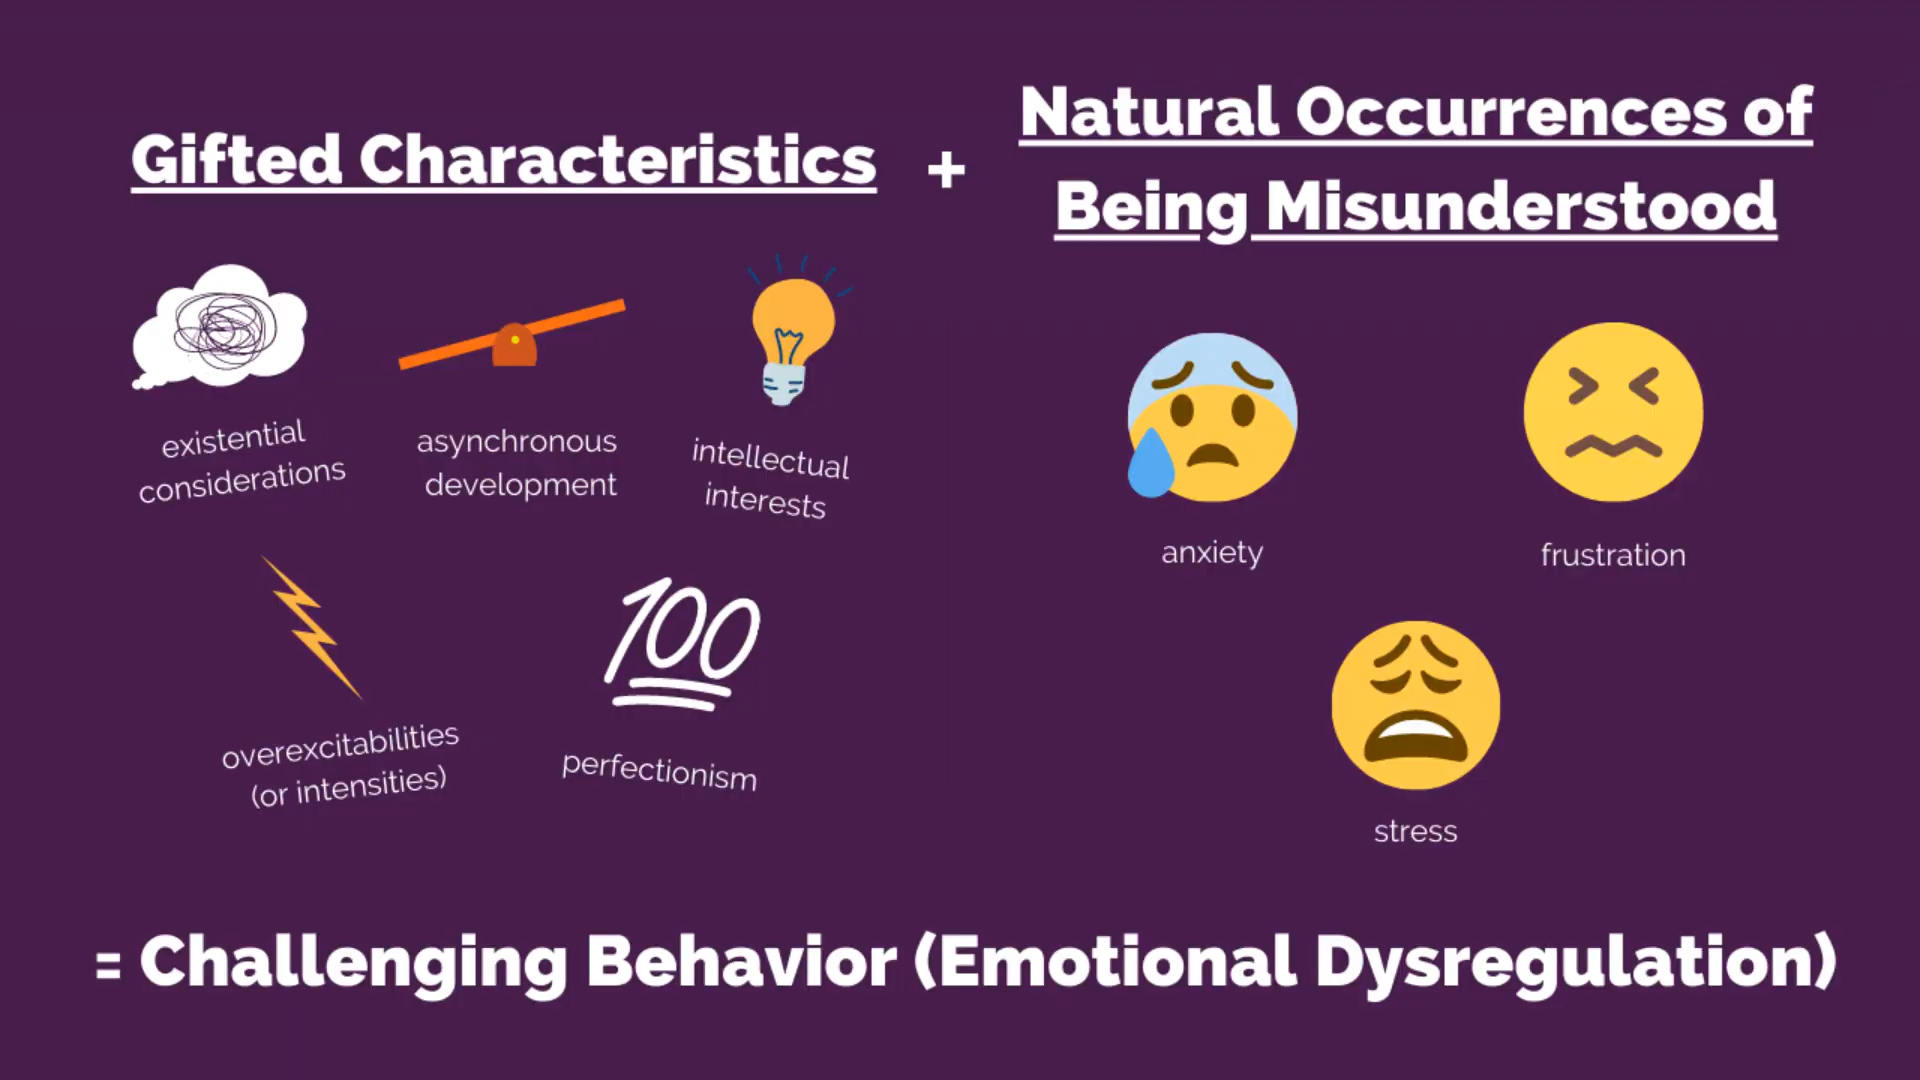 Gifted Characteristics
+
Natural Occurrences of
Being Misunderstood
existential
considerations
asynchronous
development
intellectual
interests
overexcitabilities
(or intensities)
100
perfectionism
anxiety
frustration
stress
= Challenging Behavior (Emotional Dysregulation)